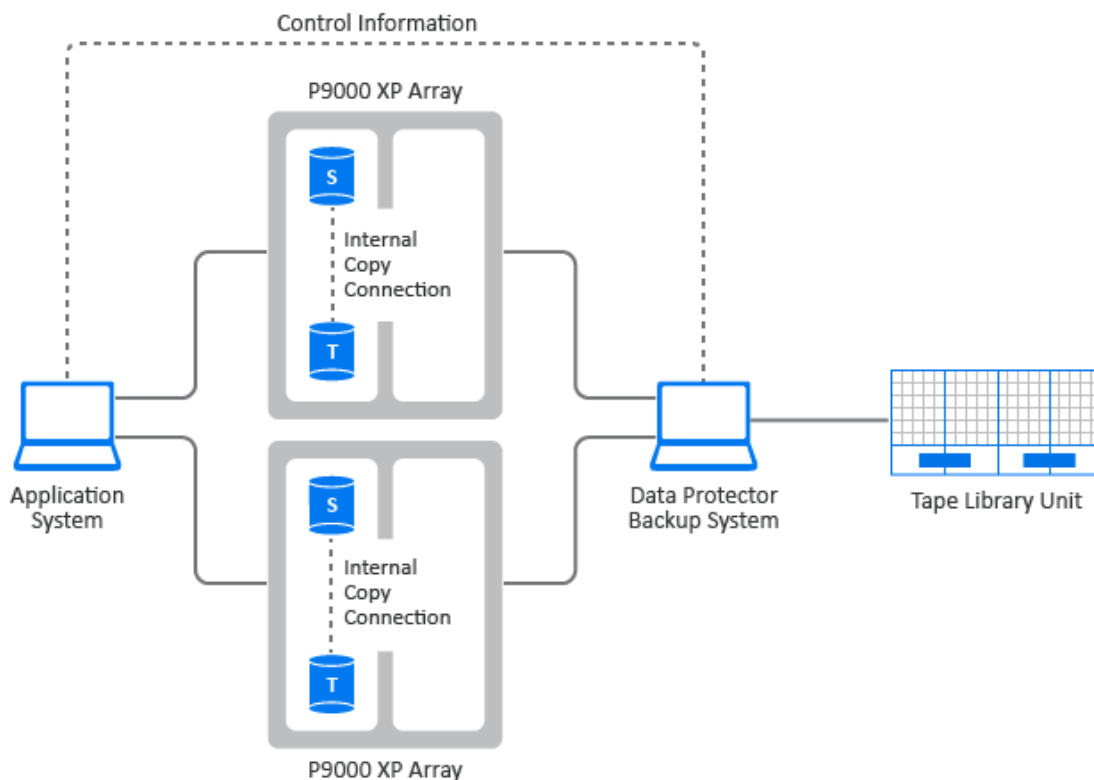 Control Information
P9000 XP Array
S
Internal
Copy
Connection
T
Application
System
Data Protector
Backup System
Tape Library Unit
S
Internal
Copy
Connection
T
P9000 XP Array